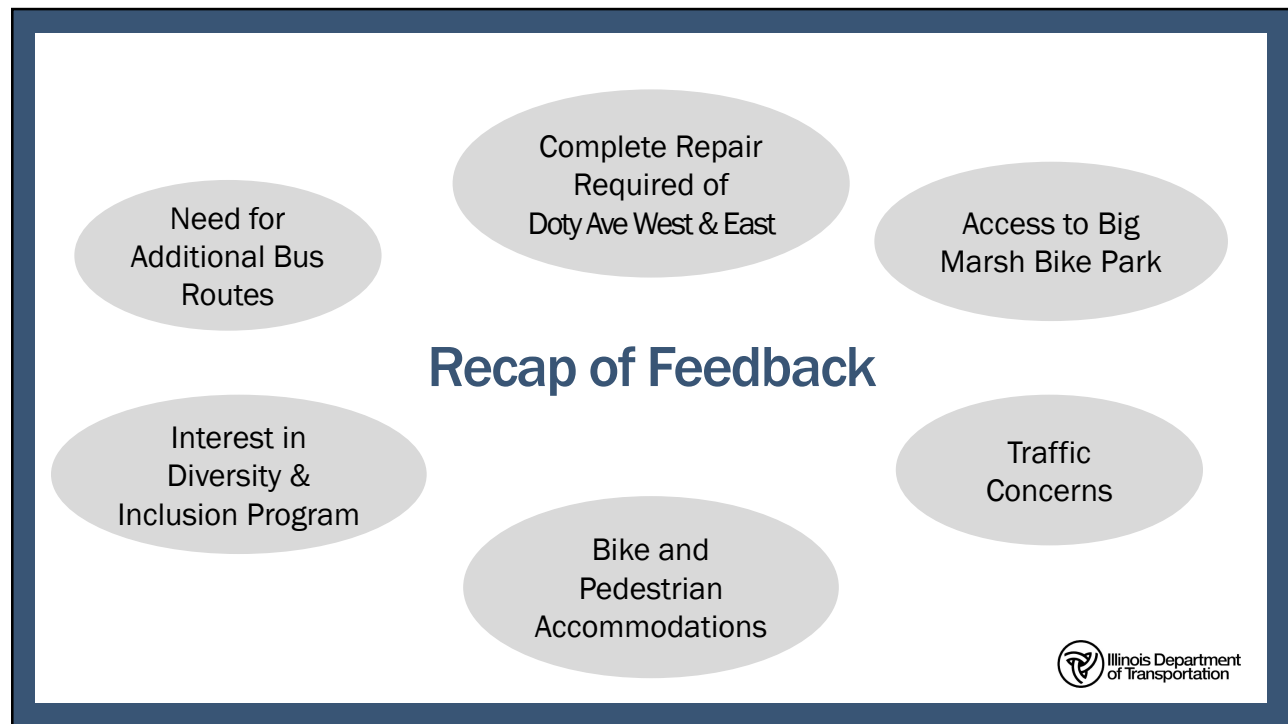 Complete Repair
Required of
Doty Ave West & East
Need for
Additional Bus
Routes
Access to Big
Marsh Bike Park
Recap of Feedback
Interest in
Diversity &
Inclusion Program
Traffic
Concerns
Bike and
Pedestrian
Accommodations
Illinois Department
of Transportation